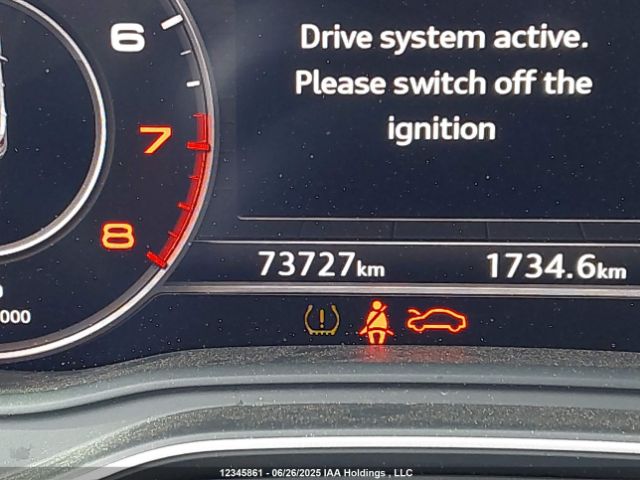 6
7
8
000
Drive system active.
Please switch off the
ignition
73727km
1734.6km
12345861 - 06/26/2025 IAA Holdings , LLC